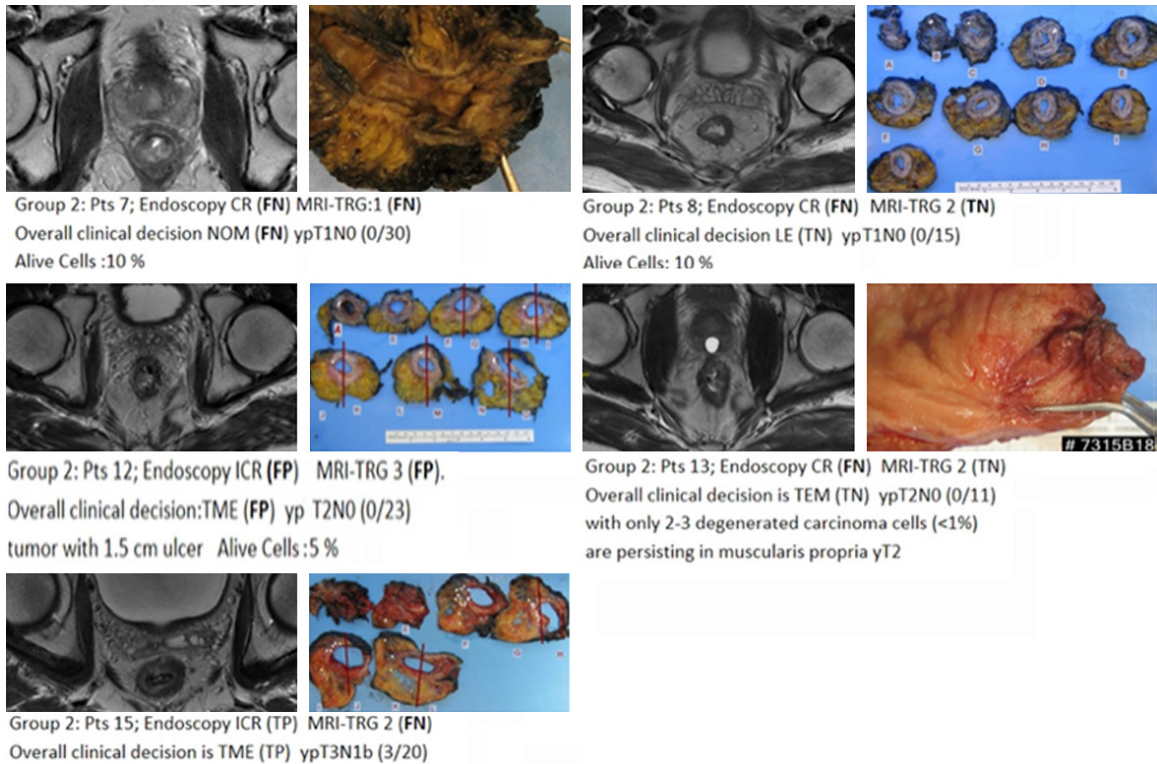 Group 2: Pts 7; Endoscopy CR (FN) MRI-TRG:1 (FN)
Overall clinical decision NOM (FN) ypT1N0 (0/30)
Alive Cells :10 %
A
B
C
D
E
F
G
H
I
Group 2: Pts 8; Endoscopy CR (FN) MRI-TRG 2 (TN)
Overall clinical decision LE (TN) ypT1N0 (0/15)
Alive Cells: 10 %
A
E
F
G
H
I
J
K
L
M
N
O
Group 2: Pts 12; Endoscopy ICR (FP) MRI-TRG 3 (FP).
Overall clinical decision:TME (FP) yp T2N0 (0/23)
tumor with 1.5 cm ulcer Alive Cells :5 %
# 7315B18
Group 2: Pts 13; Endoscopy CR (FN) MRI-TRG 2 (TN)
Overall clinical decision is TEM (TN) ypT2N0 (0/11)
with only 2-3 degenerated carcinoma cells (<1%)
are persisting in muscularis propria yT2
E
F
G
H
J
K
L
Group 2: Pts 15; Endoscopy ICR (TP) MRI-TRG 2 (FN)
Overall clinical decision is TME (TP) ypT3N1b (3/20)